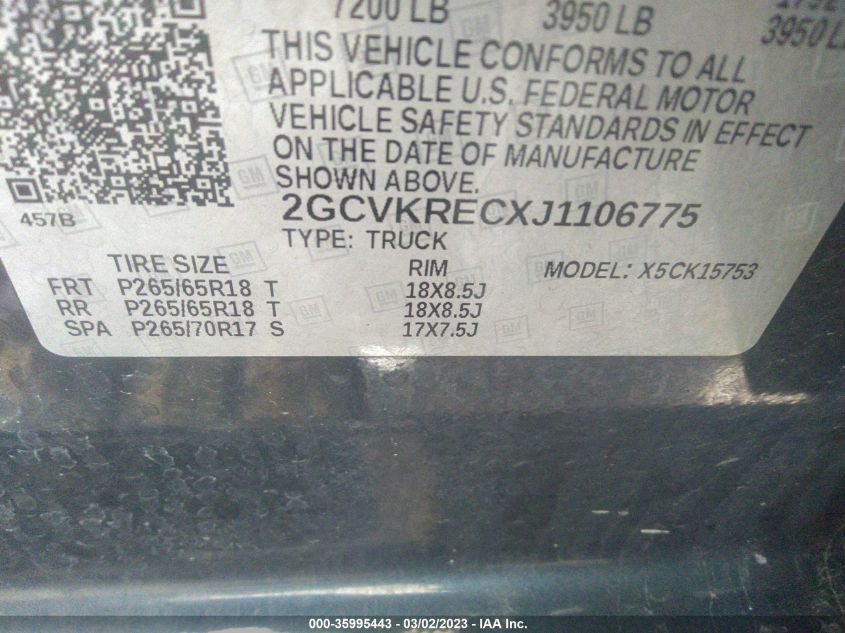 7200 LB 3950 LB
3950 L
THIS VEHICLE CONFORMS TO ALL
APPLICABLE U.S. FEDERAL MOTOR
VEHICLE SAFETY STANDARDS IN EFFECT
ON THE DATE OF MANUFACTURE
SHOWN ABOVE.
457B
2GCVKRECXJ1106775
TYPE: TRUCK
TIRE SIZE RIM MODEL: X5CK15753
FRT P265/65R18 T 18X8.5J
RR P265/65R18 T 18X8.5J
SPA P265/70R17 S 17X7.5J
GM
000-35995443 - 03/02/2023 - IAA Inc.